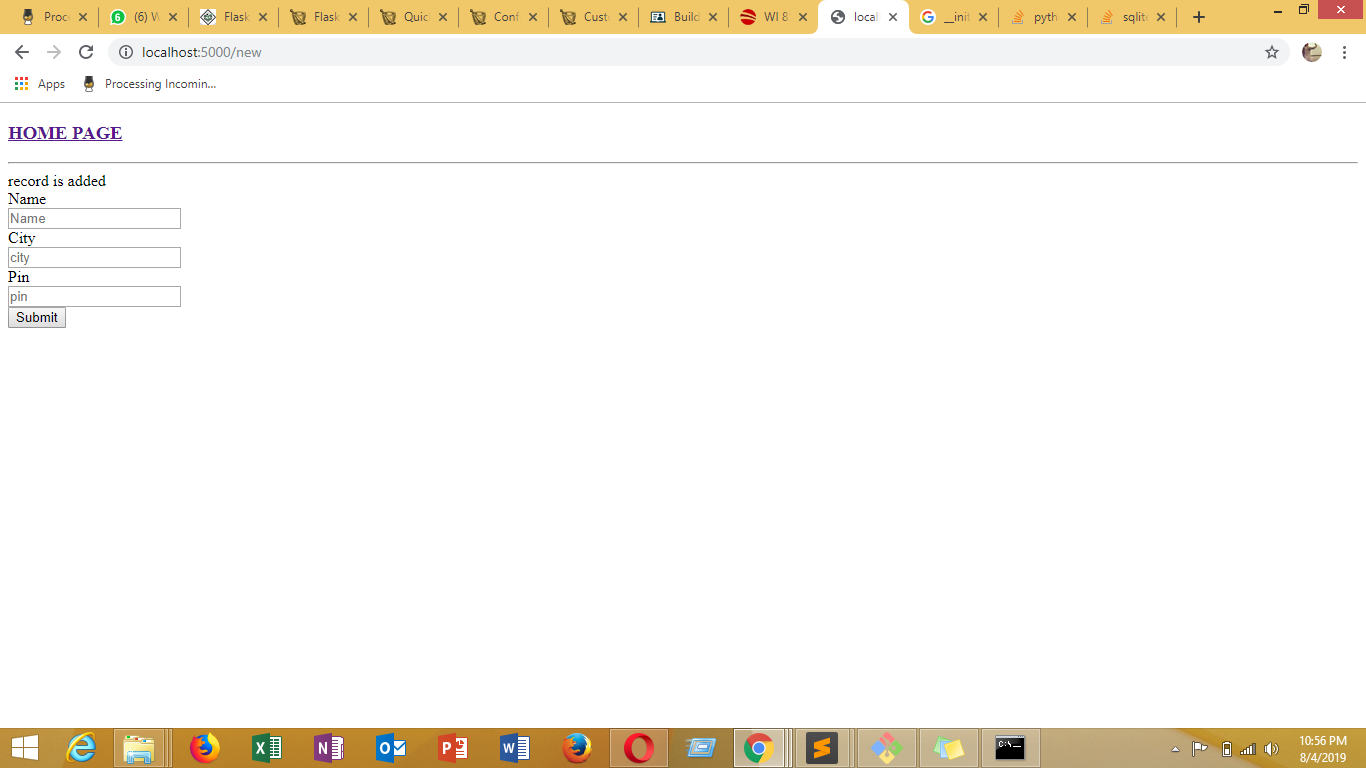 Proc
(6) W
Flask
Flask
Quic
Conf
Cust
Build
WI 8
local
__init
pyth
sqlite
localhost:5000/new
Apps
Processing Incomin...
HOME PAGE
record is added
Name
Name
City
city
Pin
pin
Submit
10:56 PM
8/4/2019